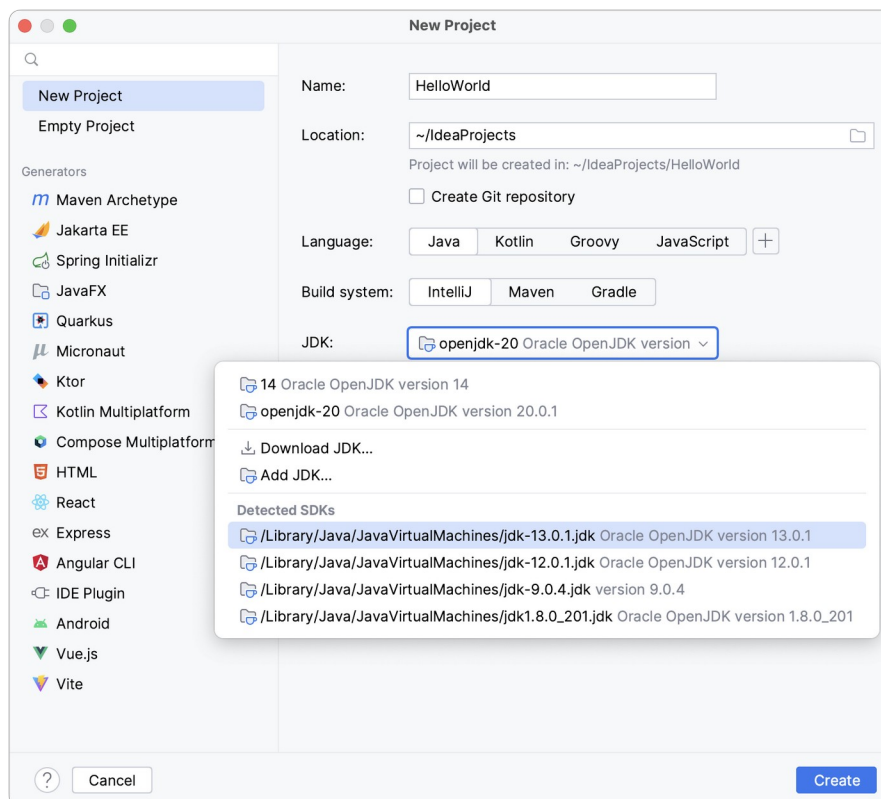 New Project
New Project
Empty Project
Generators
Maven Archetype
Jakarta EE
Spring Initializr
JavaFX
Quarkus
Micronaut
Ktor
Kotlin Multiplatform
Compose Multiplatform
HTML
React
ex Express
Angular CLI
IDE Plugin
Android
Vue.js
Vite
Name: HelloWorld
Location: ~/IdeaProjects
Project will be created in: ~/IdeaProjects/HelloWorld
Create Git repository
Language: Java Kotlin Groovy JavaScript +
Build system: IntelliJ Maven Gradle
JDK: openjdk-20 Oracle OpenJDK version
14 Oracle OpenJDK version 14
openjdk-20 Oracle OpenJDK version 20.0.1
Download JDK...
Add JDK...
Detected SDKs
/Library/Java/JavaVirtualMachines/jdk-13.0.1.jdk Oracle OpenJDK version 13.0.1
/Library/Java/JavaVirtualMachines/jdk-12.0.1.jdk Oracle OpenJDK version 12.0.1
/Library/Java/JavaVirtualMachines/jdk-9.0.4.jdk version 9.0.4
/Library/Java/JavaVirtualMachines/jdk1.8.0_201.jdk Oracle OpenJDK version 1.8.0_201
? Cancel Create